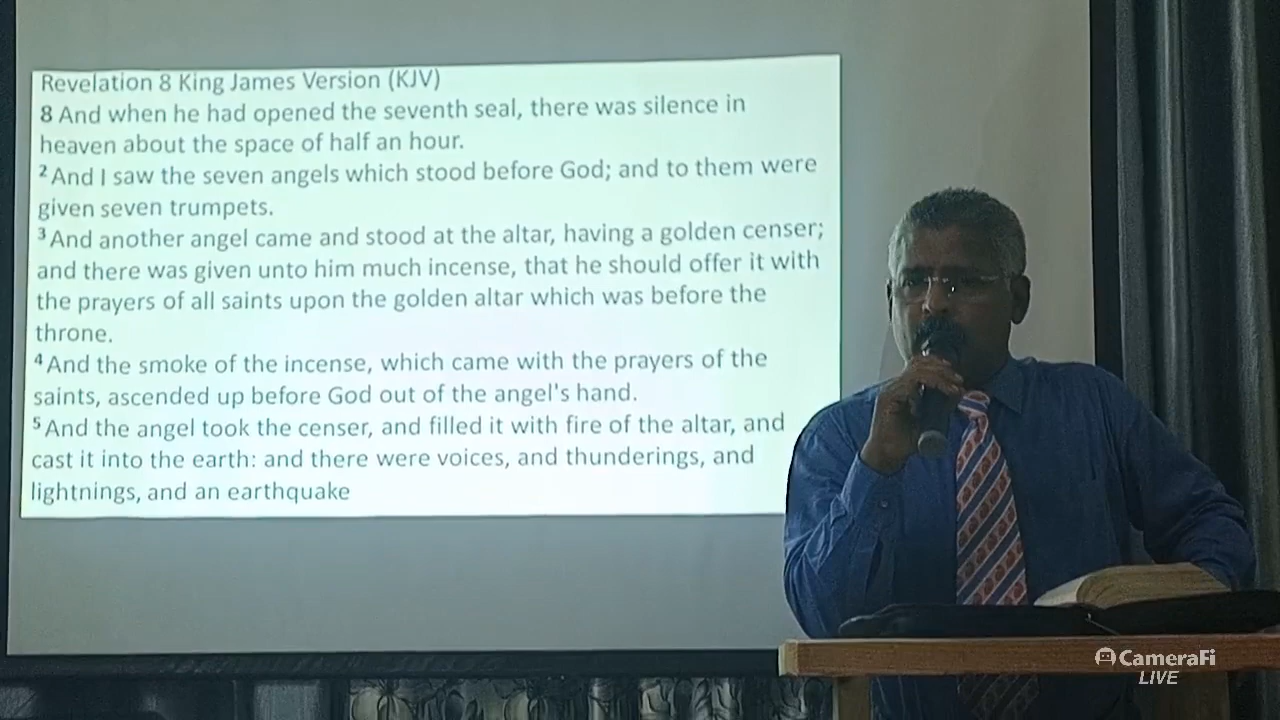 Revelation 8 King James Version (KJV)
8 And when he had opened the seventh seal, there was silence in
heaven about the space of half an hour.
2 And I saw the seven angels which stood before God; and to them were
given seven trumpets.
3 And another angel came and stood at the altar, having a golden censer;
and there was given unto him much incense, that he should offer it with
the prayers of all saints upon the golden altar which was before the
throne.
4 And the smoke of the incense, which came with the prayers of the
saints, ascended up before God out of the angel's hand.
5 And the angel took the censer, and filled it with fire of the altar, and
cast it into the earth: and there were voices, and thunderings, and
lightnings, and an earthquake
CameraFi
LIVE